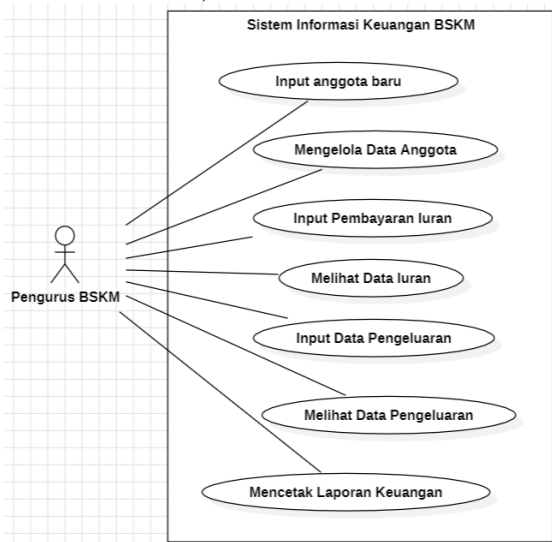 Sistem Informasi Keuangan BSKM
Input anggota baru
Mengelola Data Anggota
Input Pembayaran Iuran
Melihat Data Iuran
Pengurus BSKM
Input Data Pengeluaran
Melihat Data Pengeluaran
Mencetak Laporan Keuangan